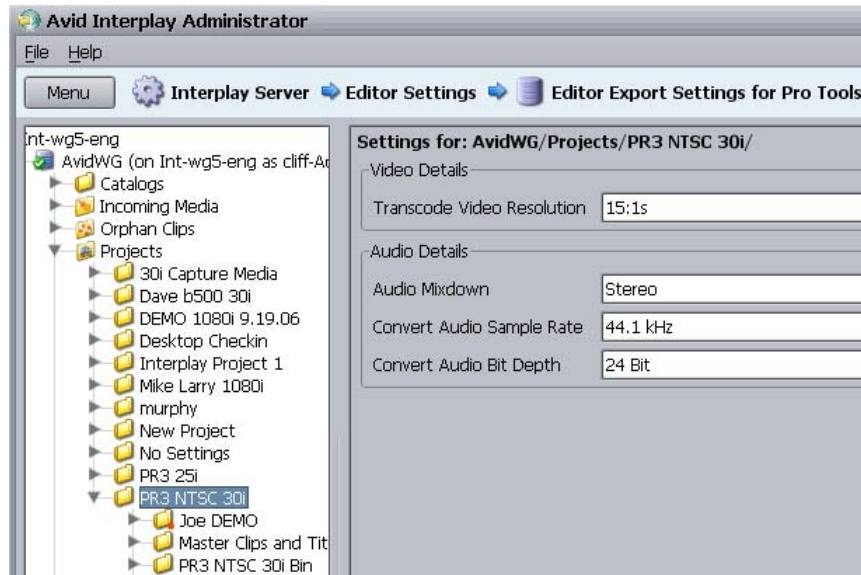 Avid Interplay Administrator
File Help
Menu Interplay Server Editor Settings Editor Export Settings for Pro Tools
Int-wg5-eng
AvidWG (on Int-wg5-eng as cliff-A
Catalogs
Incoming Media
Orphan Clips
Projects
30i Capture Media
Dave b500 30i
DEMO 1080i 9.19.06
Desktop Checkin
Interplay Project 1
Mike Larry 1080i
murphy
New Project
No Settings
PR3 25i
PR3 NTSC 30i
Joe DEMO
Master Clips and Tit
PR3 NTSC 30i Bin
Settings for: AvidWG/Projects/PR3 NTSC 30i/
Video Details
Transcode Video Resolution 15:1s
Audio Details
Audio Mixdown Stereo
Convert Audio Sample Rate 44.1 kHz
Convert Audio Bit Depth 24 Bit